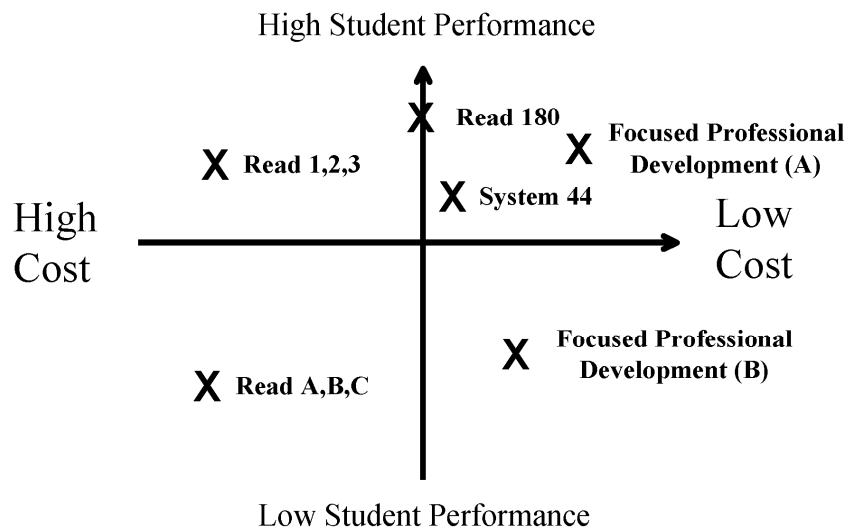 High Student Performance
X Read 180
X Focused Professional
Development (A)
X Read 1,2,3
X System 44
High
Cost
Low
Cost
X Focused Professional
Development (B)
X Read A,B,C
Low Student Performance